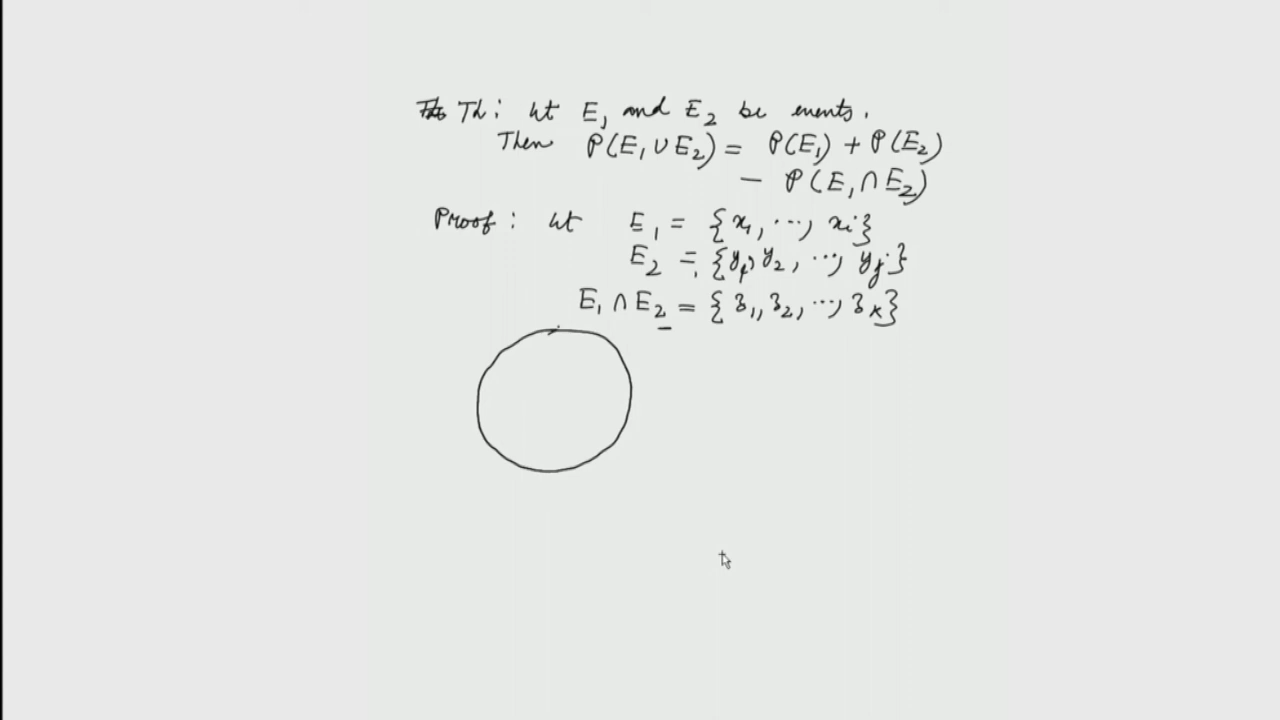 Th: Let E₁ and E₂ be events.
Then P(E₁ ∪ E₂) = P(E₁) + P(E₂)
− P(E₁ ∩ E₂)
Proof: Let E₁ = {x₁, ..., xᵢ}
E₂ = {y₁, y₂, ..., yⱼ}
E₁ ∩ E₂ = {z₁, z₂, ..., zₖ}